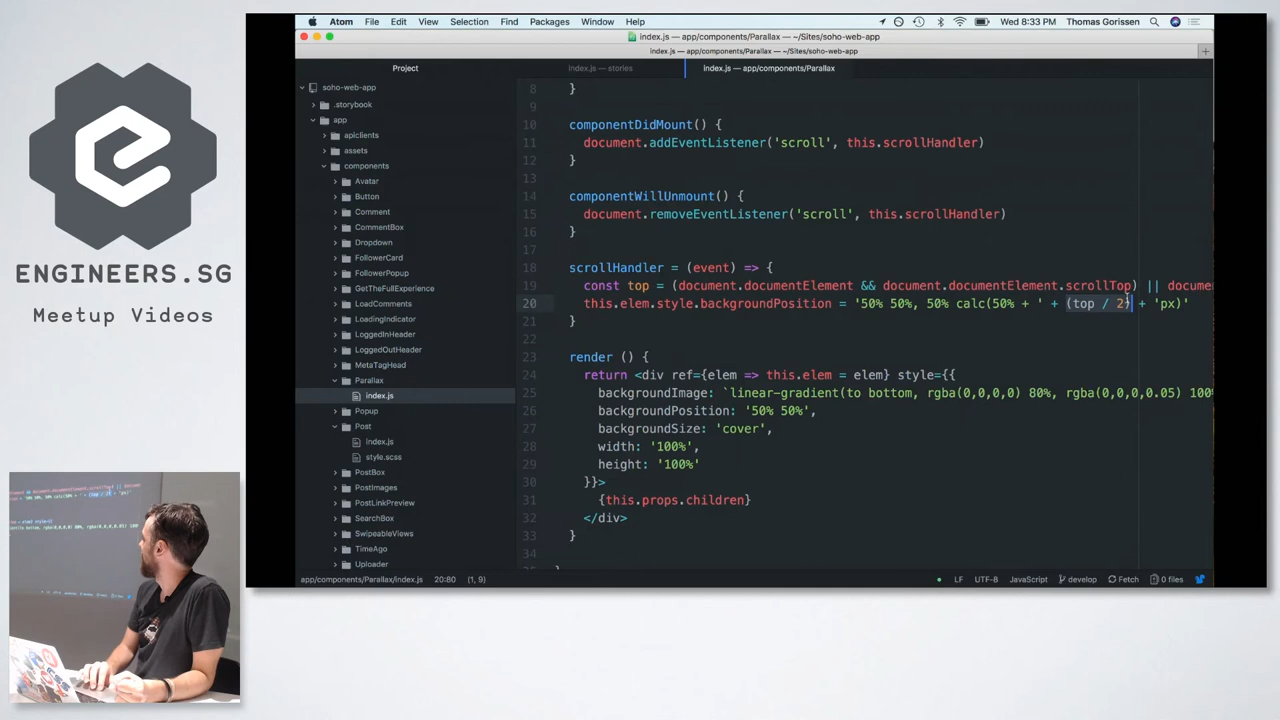 Atom File Edit View Selection Find Packages Window Help Wed 8:33 PM Thomas Gorissen
index.js — app/components/Parallax — ~/Sites/soho-web-app
index.js — app/components/Parallax — ~/Sites/soho-web-app +
Project
index.js — stories
index.js — app/components/Parallax
soho-web-app
.storybook
app
apiclients
assets
components
Avatar
Button
Comment
CommentBox
Dropdown
FollowerCard
FollowerPopup
GetTheFullExperience
LoadComments
LoadingIndicator
LoggedInHeader
LoggedOutHeader
MetaTagHead
Parallax
index.js
Popup
Post
index.js
style.scss
PostBox
PostImages
PostLinkPreview
SearchBox
SwipeableViews
TimeAgo
Uploader
8 }
9
10 componentDidMount() {
11 document.addEventListener('scroll', this.scrollHandler)
12 }
13
14 componentWillUnmount() {
15 document.removeEventListener('scroll', this.scrollHandler)
16 }
17
18 scrollHandler = (event) => {
19 const top = (document.documentElement && document.documentElement.scrollTop) || docume
20 this.elem.style.backgroundPosition = '50% 50%, 50% calc(50% + ' + (top / 2) + 'px)'
21 }
22
23 render () {
24 return <div ref={elem => this.elem = elem} style={{
25 backgroundImage: `linear-gradient(to bottom, rgba(0,0,0,0) 80%, rgba(0,0,0,0.05) 100%
26 backgroundPosition: '50% 50%',
27 backgroundSize: 'cover',
28 width: '100%',
29 height: '100%'
30 }}>
31 {this.props.children}
32 </div>
33 }
34
app/components/Parallax/index.js 20:80 (1, 9) LF UTF-8 JavaScript develop Fetch 0 files
ENGINEERS.SG
Meetup Videos